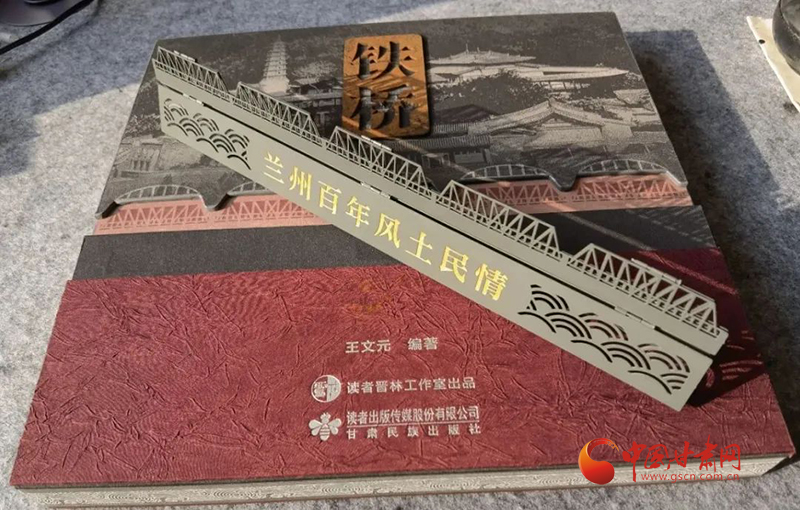 铁
桥
兰州百年风土民情
王文元 编著
读者晋林工作室出品
读者出版传媒股份有限公司
甘肃民族出版社
中国甘肃网
www.gscn.com.cn